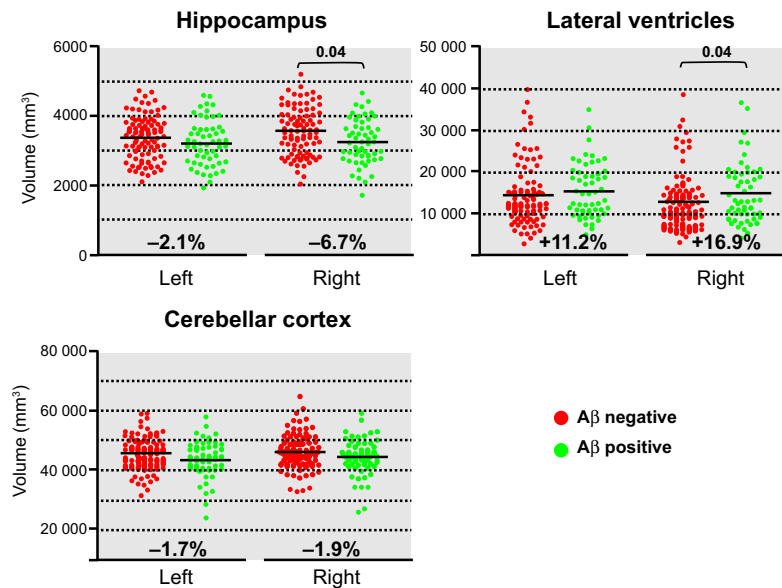 Hippocampus
Volume (mm³)
6000
4000
2000
0
0.04
–2.1%
–6.7%
Left
Right
Lateral ventricles
50 000
40 000
30 000
20 000
10 000
0.04
+11.2%
+16.9%
Left
Right
Cerebellar cortex
Volume (mm³)
80 000
60 000
40 000
20 000
–1.7%
–1.9%
Left
Right
Aβ negative
Aβ positive